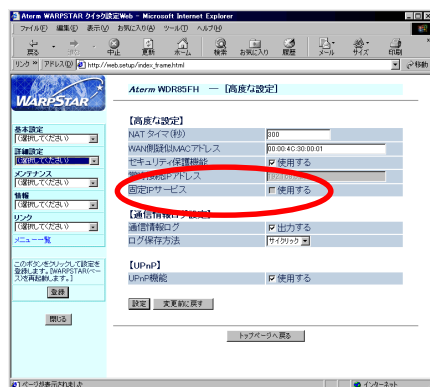 Aterm WARPSTAR クイック設定Web - Microsoft Internet Explorer
ファイル(F) 編集(E) 表示(V) お気に入り(A) ツール(T) ヘルプ(H)
戻る 中止 更新 ホーム 検索 お気に入り 履歴 メール サイズ 印刷
リンク アドレス(D) http://web.setup/index_frame.html 移動
WARPSTAR
Aterm WDR85FH — [高度な設定]
基本設定
(選択してください)
詳細設定
(選択してください)
メンテナンス
(選択してください)
情報
(選択してください)
リンク
(選択してください)
メニュー一覧
このボタンをクリックして設定を
登録します。[WARPSTAR(ベー
ス)を再起動します。]
登録
閉じる
【高度な設定】
NAT タイマ(秒) 300
WAN側疑似MACアドレス 00:00:4C:30:00:01
セキュリティ保護機能 使用する
固定IPサービス 使用する
【通信情報ログ設定】
通信情報ログ 出力する
ログ保存方法 サイクリック
【UPnP】
UPnP機能 使用する
設定 変更前に戻す
トップページへ戻る
ページが表示されました インターネット